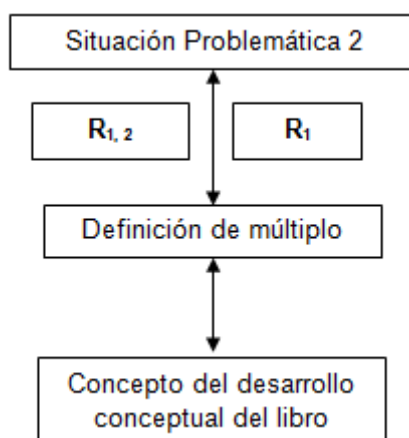 Situación Problemática 2
R1, 2
R1
Definición de múltiplo
Concepto del desarrollo
conceptual del libro